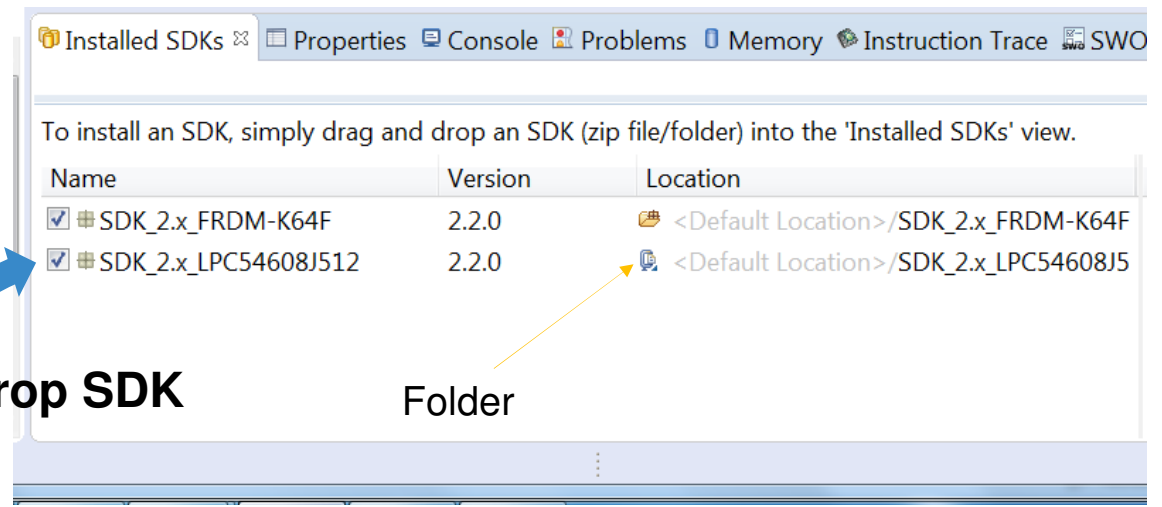 Installed SDKs Properties Console Problems Memory Instruction Trace SWO
To install an SDK, simply drag and drop an SDK (zip file/folder) into the 'Installed SDKs' view.
Name Version Location
SDK_2.x_FRDM-K64F 2.2.0 <Default Location>/SDK_2.x_FRDM-K64F
SDK_2.x_LPC54608J512 2.2.0 <Default Location>/SDK_2.x_LPC54608J5
rop SDK
Folder